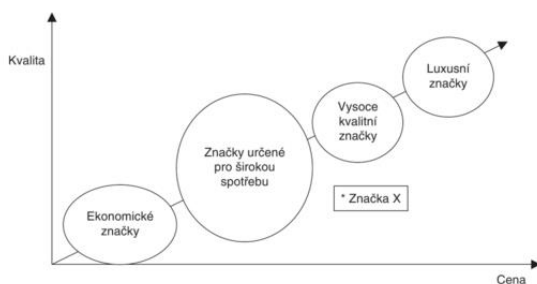 Kvalita
Luxusní
značky
Vysoce
kvalitní
značky
Značky určené
pro širokou
spotřebu
* Značka X
Ekonomické
značky
Cena